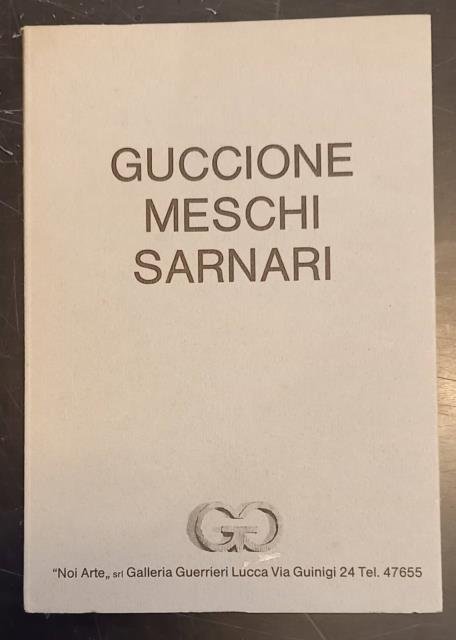 GUCCIONE
MESCHI
SARNARI
GG
"Noi Arte„ srl Galleria Guerrieri Lucca Via Guinigi 24 Tel. 47655